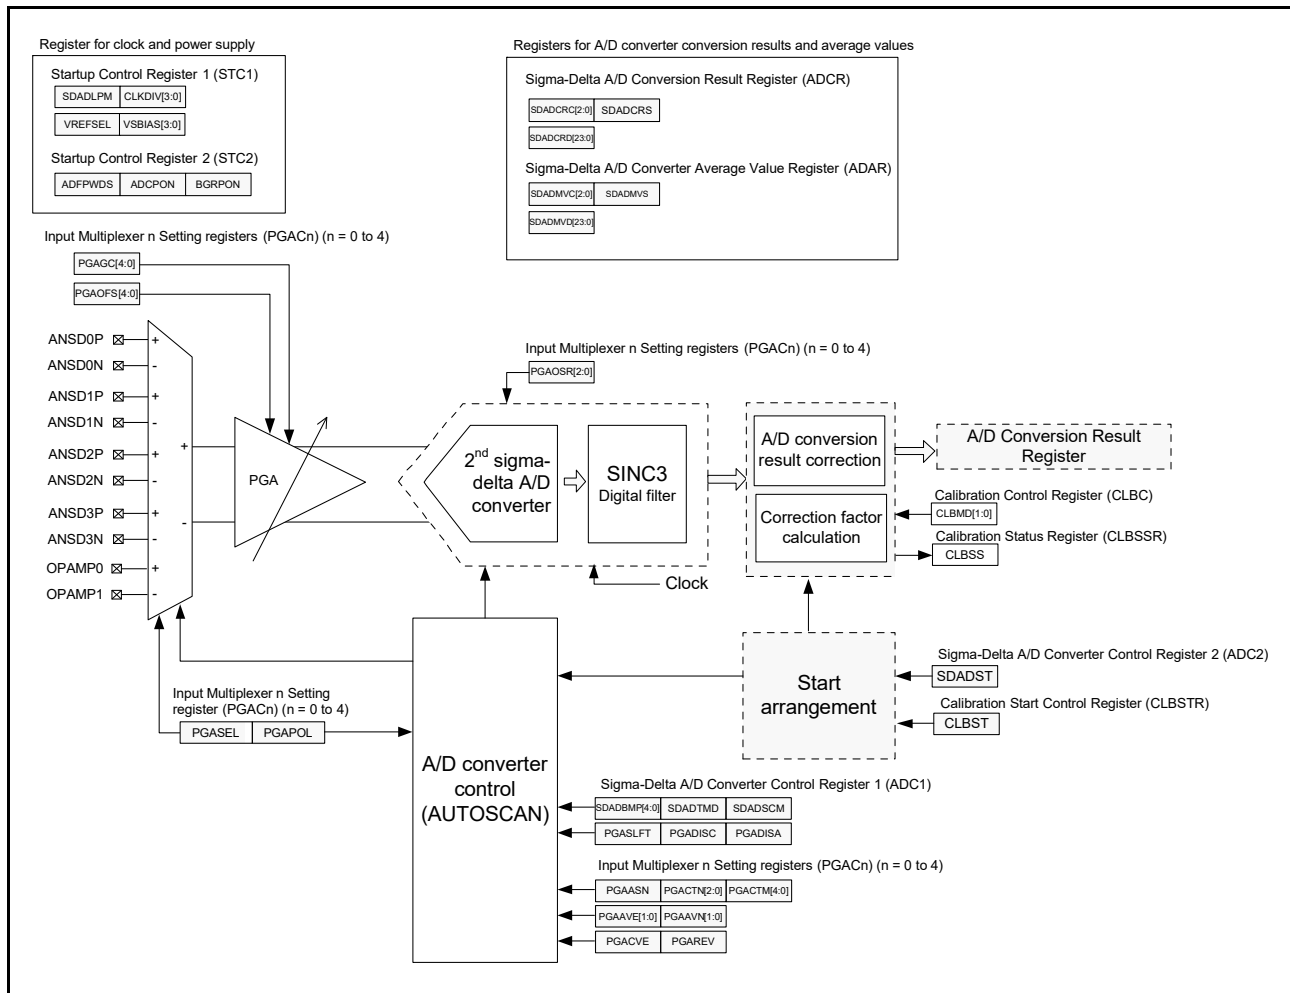 Register for clock and power supply
Startup Control Register 1 (STC1)
SDADLPM CLKDIV[3:0]
VREFSEL VSBIAS[3:0]
Startup Control Register 2 (STC2)
ADFPWDS ADCPON BGRPON
Registers for A/D converter conversion results and average values
Sigma-Delta A/D Conversion Result Register (ADCR)
SDADCRC[2:0] SDADCRS
SDADCRD[23:0]
Sigma-Delta A/D Converter Average Value Register (ADAR)
SDADMVC[2:0] SDADMVS
SDADMVD[23:0]
Input Multiplexer n Setting registers (PGACn) (n = 0 to 4)
PGAGC[4:0]
PGAOFS[4:0]
ANSD0P
ANSD0N
ANSD1P
ANSD1N
ANSD2P
ANSD2N
ANSD3P
ANSD3N
OPAMP0
OPAMP1
+
-
+
-
+
-
+
-
+
-
+
-
PGA
Input Multiplexer n Setting registers (PGACn) (n = 0 to 4)
PGAOSR[2:0]
2nd sigma-
delta A/D
converter
SINC3
Digital filter
Clock
A/D conversion
result correction
Correction factor
calculation
A/D Conversion Result
Register
Calibration Control Register (CLBC)
CLBMD[1:0]
Calibration Status Register (CLBSSR)
CLBSS
Input Multiplexer n Setting
register (PGACn) (n = 0 to 4)
PGASEL PGAPOL
A/D converter
control
(AUTOSCAN)
Start
arrangement
Sigma-Delta A/D Converter Control Register 2 (ADC2)
SDADST
Calibration Start Control Register (CLBSTR)
CLBST
Sigma-Delta A/D Converter Control Register 1 (ADC1)
SDADBMP[4:0] SDADTMD SDADSCM
PGASLFT PGADISC PGADISA
Input Multiplexer n Setting registers (PGACn) (n = 0 to 4)
PGAASN PGACTN[2:0] PGACTM[4:0]
PGAAVE[1:0] PGAAVN[1:0]
PGACVE PGAREV